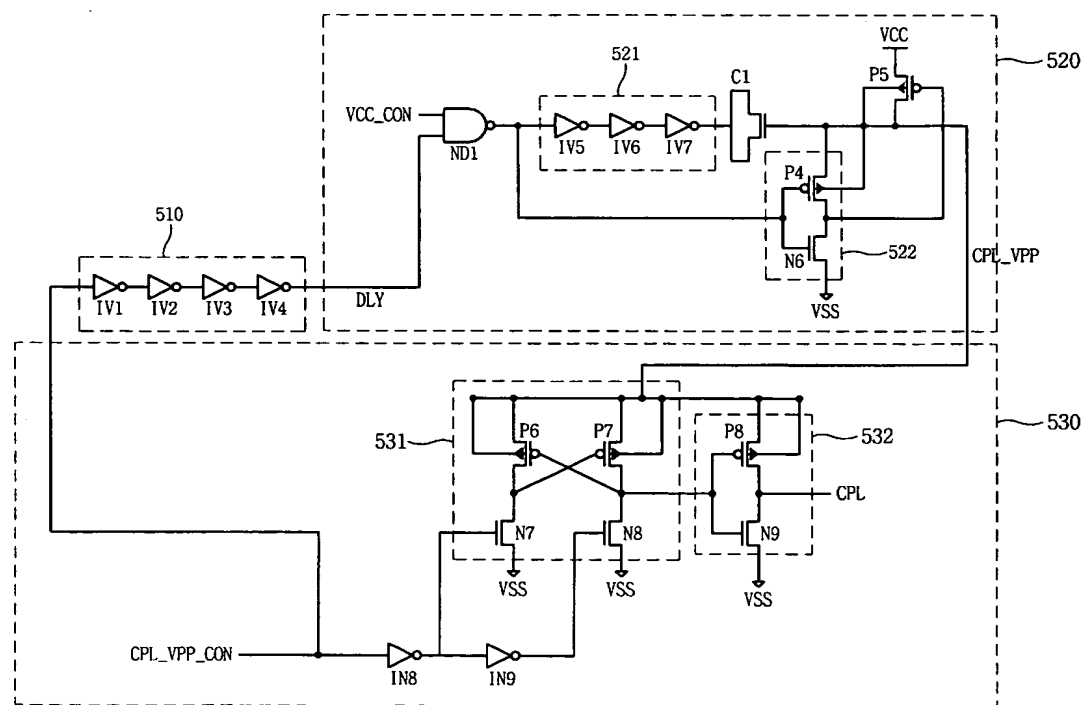 VCC
520
521
C1
P5
VCC_CON
ND1
IV5
IV6
IV7
P4
510
N6
522
CPL_VPP
IV1
IV2
IV3
IV4
DLY
VSS
531
P6
P7
P8
532
530
CPL
N7
N8
N9
VSS
VSS
VSS
CPL_VPP_CON
IN8
IN9